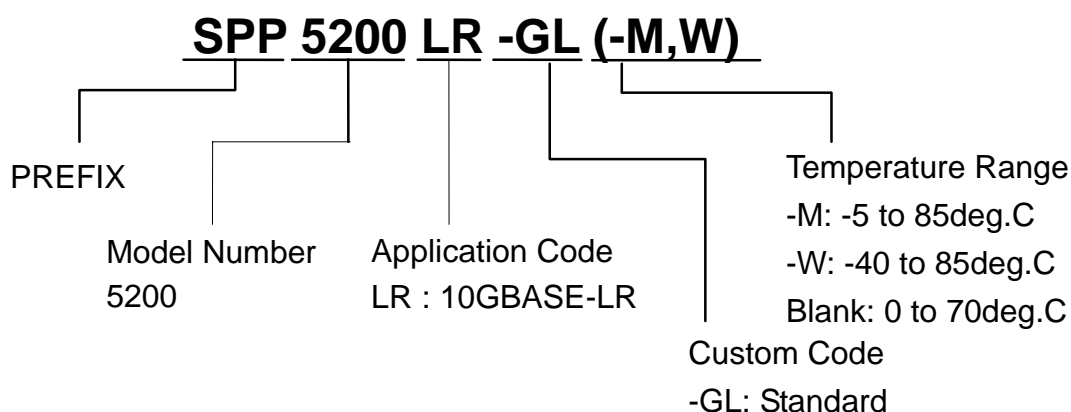 SPP 5200 LR -GL (-M,W)
PREFIX
Model Number
5200
Application Code
LR : 10GBASE-LR
Temperature Range
-M: -5 to 85deg.C
-W: -40 to 85deg.C
Blank: 0 to 70deg.C
Custom Code
-GL: Standard